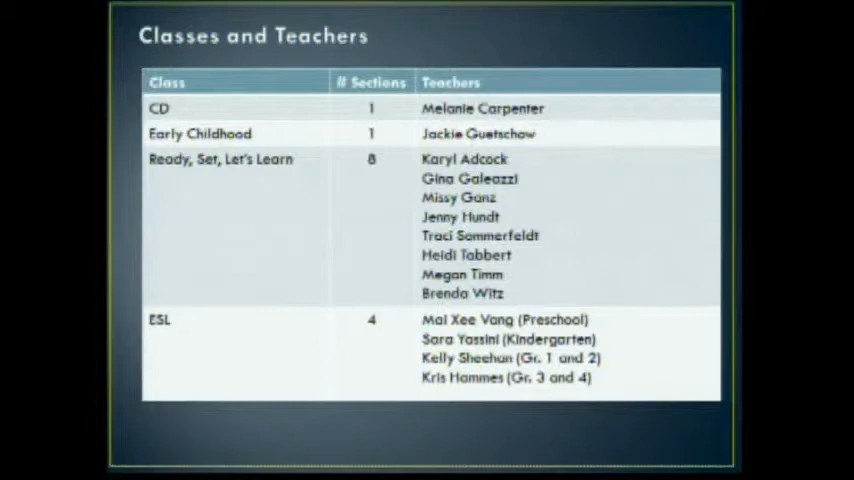 Classes and Teachers
Class # Sections Teachers
CD 1 Melanie Carpenter
Early Childhood 1 Jackie Guetschow
Ready, Set, Let's Learn 8 Karyl Adcock
Gina Galeazzi
Missy Ganz
Jenny Hundt
Traci Sommerfeldt
Heidi Tabbert
Megan Timm
Brenda Witz
ESL 4 Mai Xee Vang (Preschool)
Sara Yassini (Kindergarten)
Kelly Sheehan (Gr. 1 and 2)
Kris Hammes (Gr. 3 and 4)